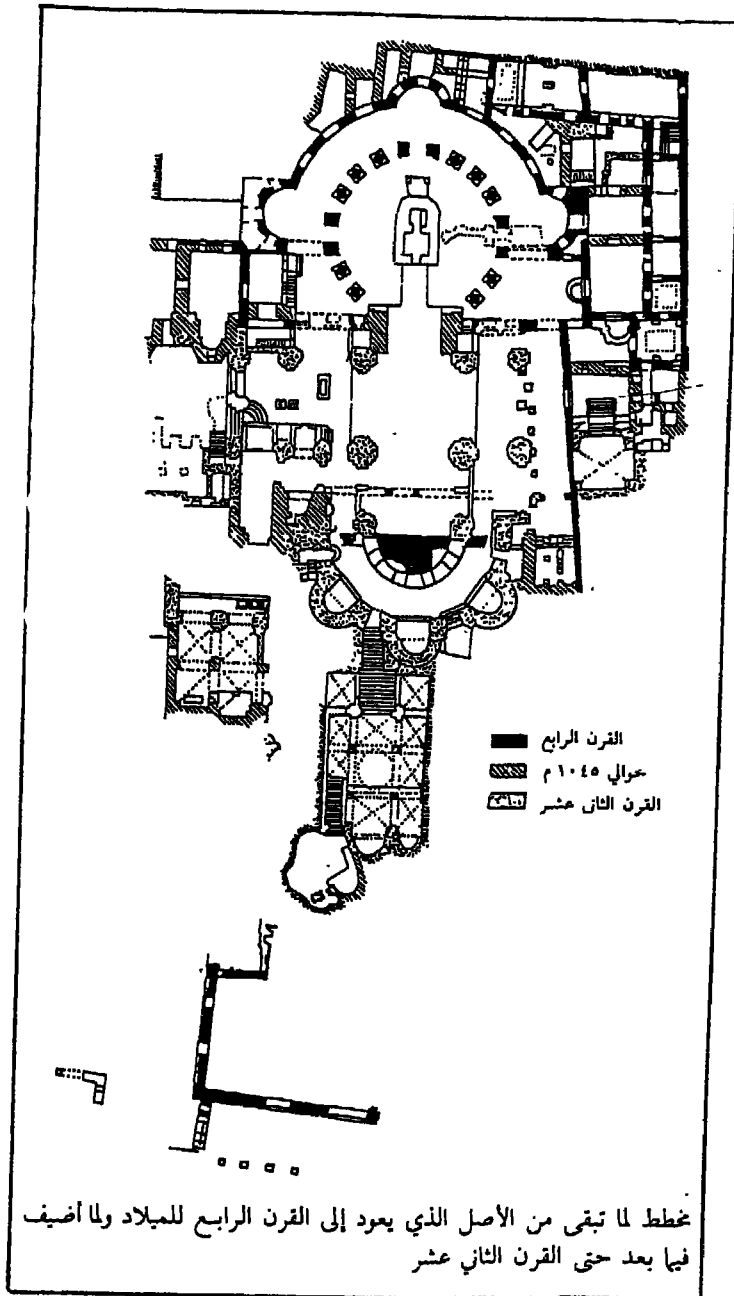 القرن الرابع
حوالي ١٠٤٥ م
القرن الثاني عشر
مخطط لما تبقى من الأصل الذي يعود إلى القرن الرابع للميلاد ولما أضيف
فيما بعد حتى القرن الثاني عشر